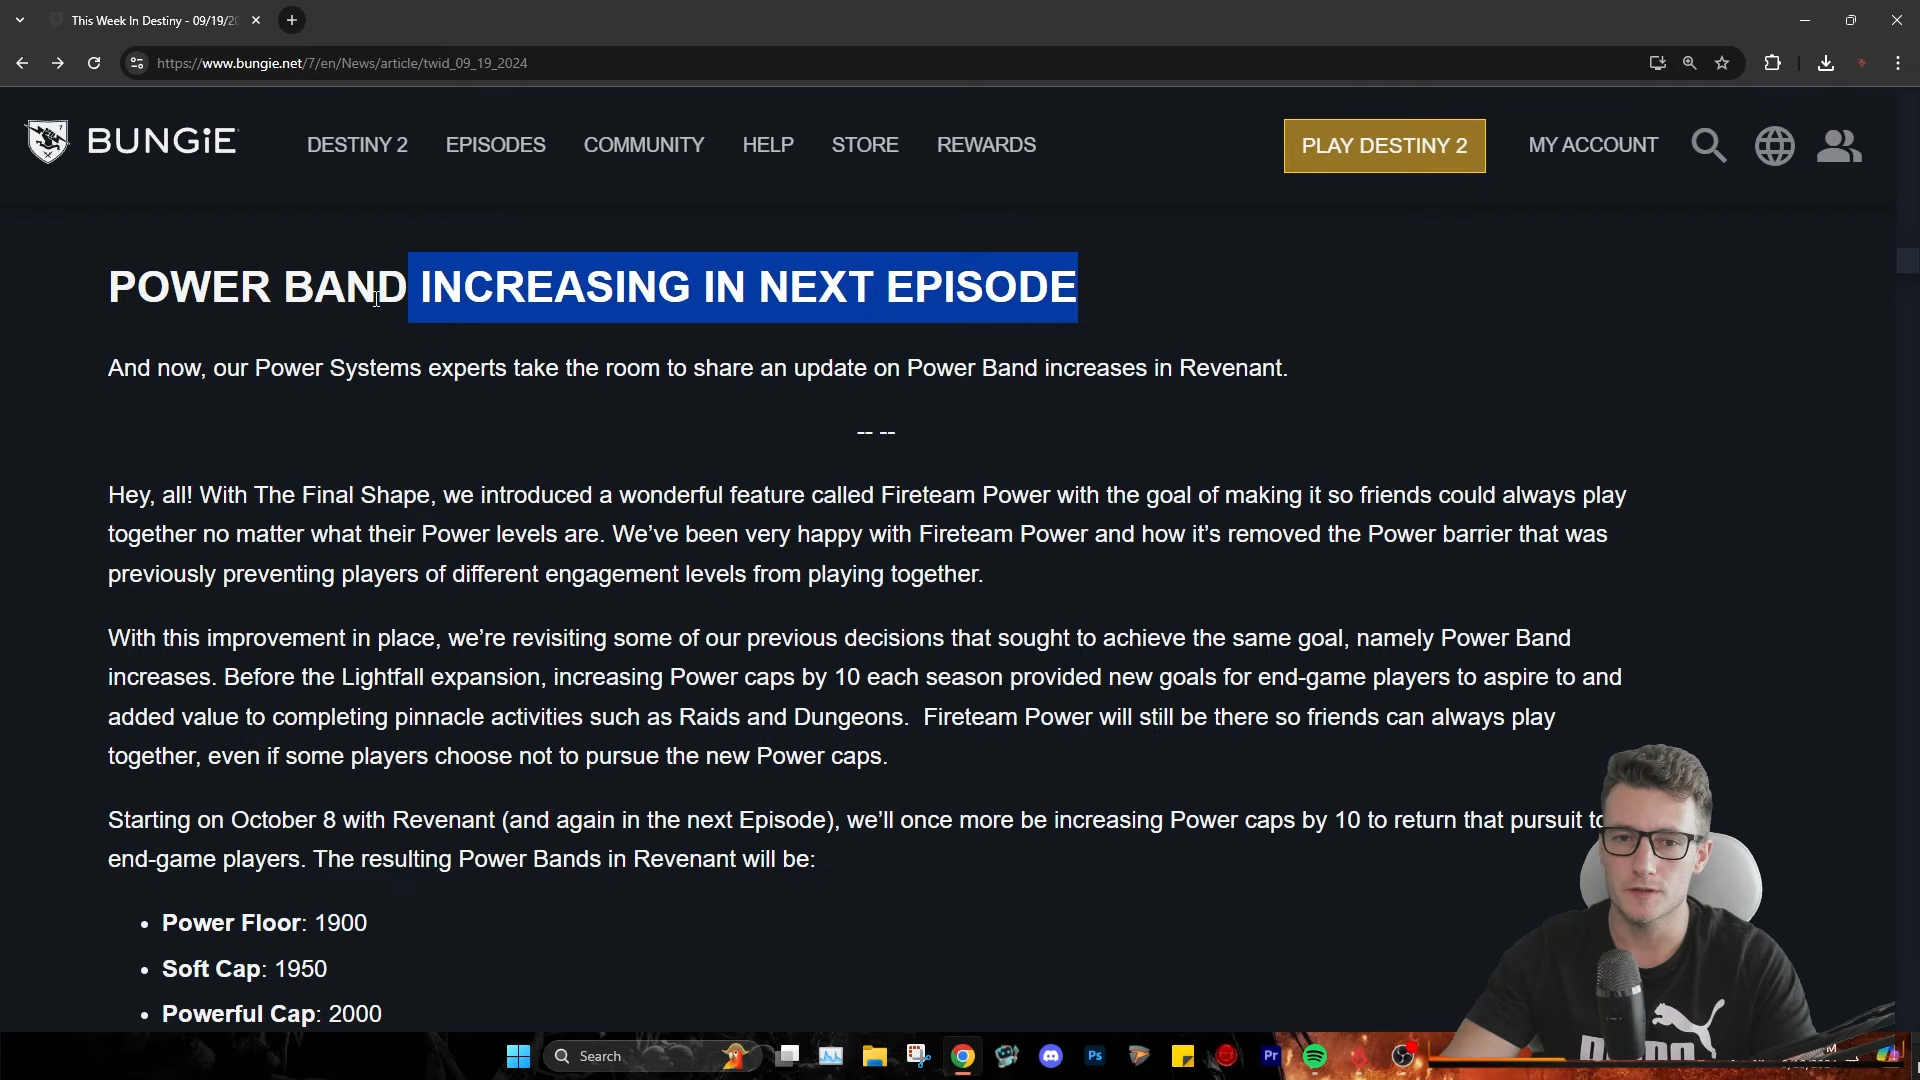 This Week In Destiny - 09/19/20
https://www.bungie.net/7/en/News/article/twid_09_19_2024
7
BUNGiE
DESTINY 2
EPISODES
COMMUNITY
HELP
STORE
REWARDS
PLAY DESTINY 2
MY ACCOUNT
POWER BAND INCREASING IN NEXT EPISODE
And now, our Power Systems experts take the room to share an update on Power Band increases in Revenant.
-- --
Hey, all! With The Final Shape, we introduced a wonderful feature called Fireteam Power with the goal of making it so friends could always play
together no matter what their Power levels are. We’ve been very happy with Fireteam Power and how it’s removed the Power barrier that was
previously preventing players of different engagement levels from playing together.
With this improvement in place, we’re revisiting some of our previous decisions that sought to achieve the same goal, namely Power Band
increases. Before the Lightfall expansion, increasing Power caps by 10 each season provided new goals for end-game players to aspire to and
added value to completing pinnacle activities such as Raids and Dungeons.  Fireteam Power will still be there so friends can always play
together, even if some players choose not to pursue the new Power caps.
Starting on October 8 with Revenant (and again in the next Episode), we’ll once more be increasing Power caps by 10 to return that pursuit to
end-game players. The resulting Power Bands in Revenant will be:
• Power Floor: 1900
• Soft Cap: 1950
• Powerful Cap: 2000
Search
Ps
Pr